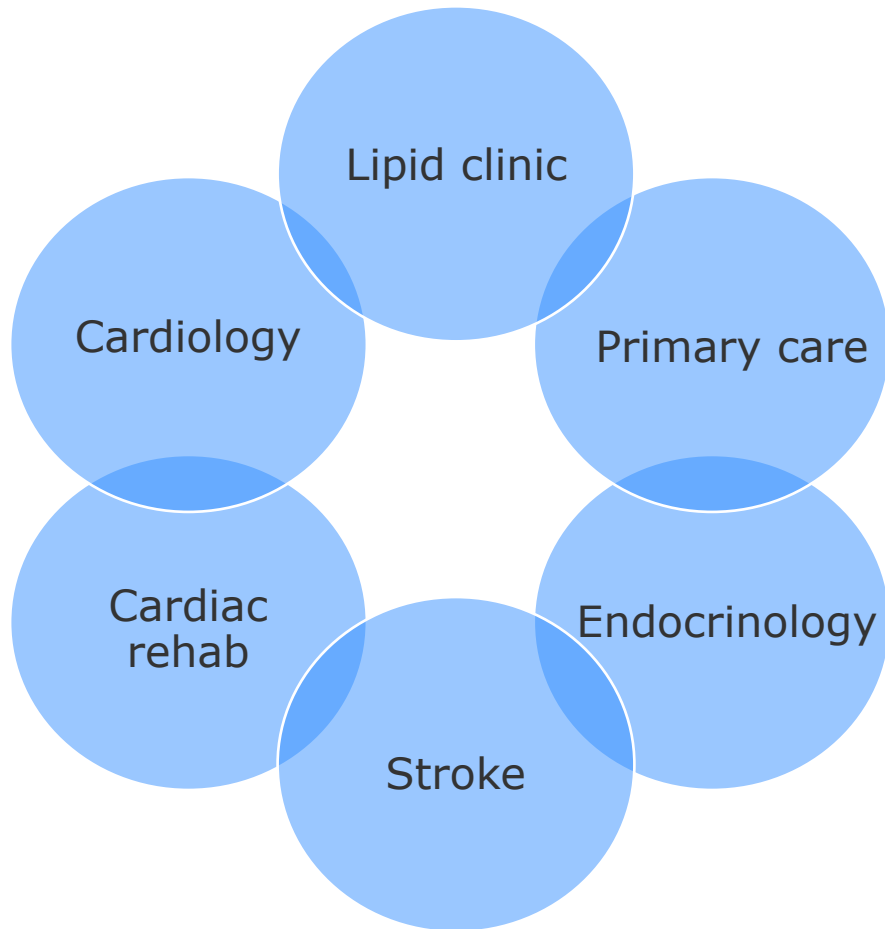 Lipid clinic
Cardiology
Primary care
Cardiac
rehab
Endocrinology
Stroke